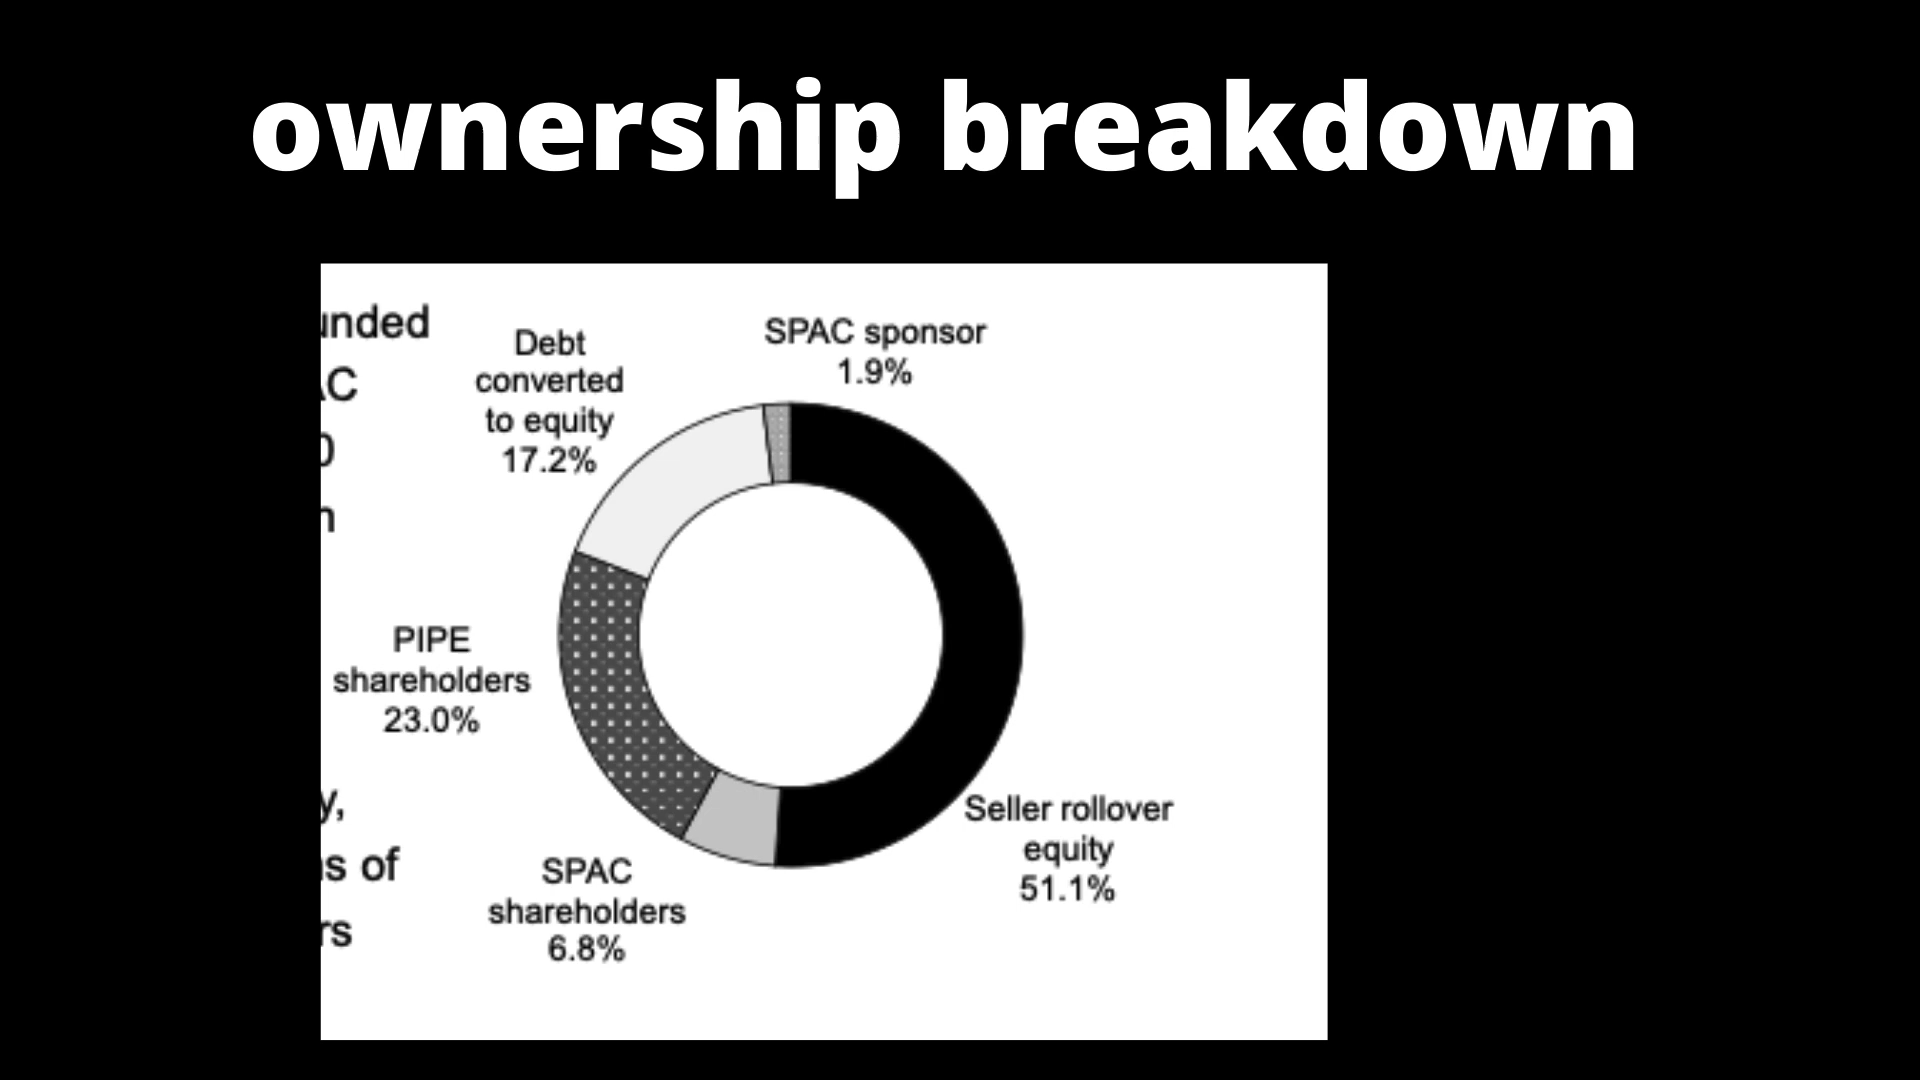 ownership breakdown
Debt
converted
to equity
17.2%
SPAC sponsor
1.9%
PIPE
shareholders
23.0%
SPAC
shareholders
6.8%
Seller rollover
equity
51.1%
of